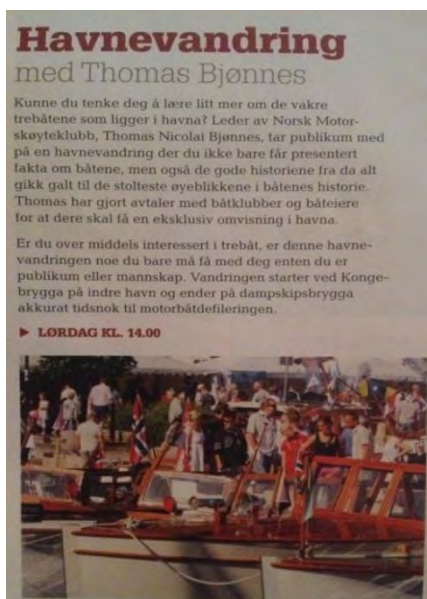 Havnevandring
med Thomas Bjønnes
Kunne du tenke deg å lære litt mer om de vakre
trebåtene som ligger i havna? Leder av Norsk Motor-
skøyteklubb, Thomas Nicolai Bjønnes, tar publikum med
på en havnevandring der du ikke bare får presentert
fakta om båtene, men også de gode historiene fra da alt
gikk galt til de stolteste øyeblikkene i båtenes historie.
Thomas har gjort avtaler med båtklubber og båteiere
for at dere skal få en eksklusiv omvisning i havna.
Er du over middels interessert i trebåt, er denne havne-
vandringen noe du bare må få med deg enten du er
publikum eller mannskap. Vandringen starter ved Konge-
brygga på indre havn og ender på dampskipsbrygga
akkurat tidsnok til motorbåtdefileringen.
► LØRDAG KL. 14.00